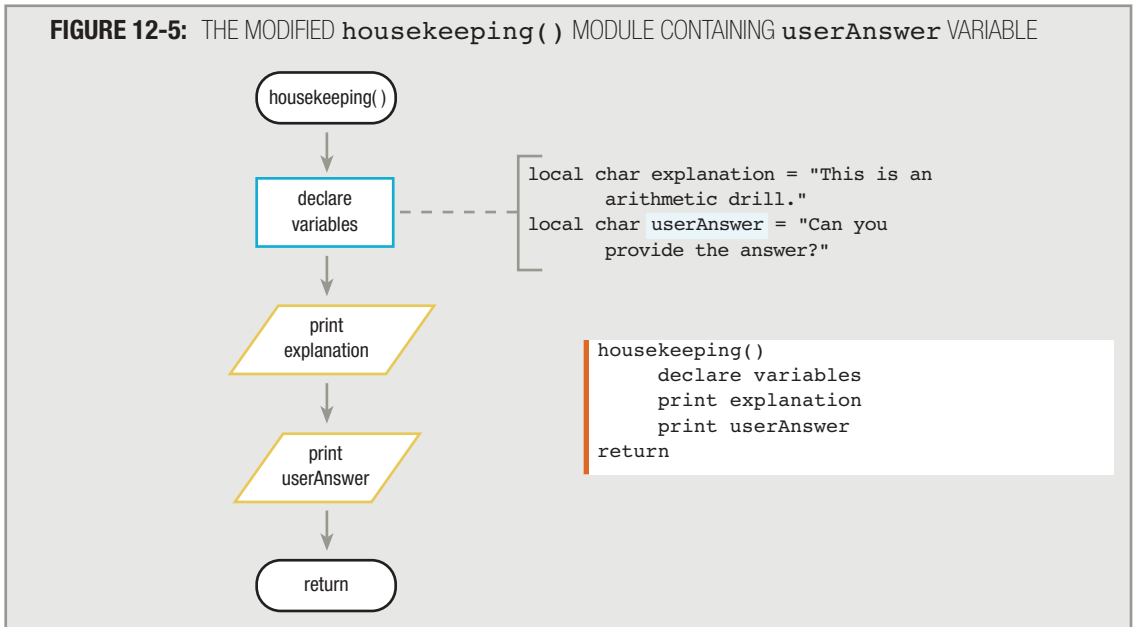 FIGURE 12-5: THE MODIFIED housekeeping() MODULE CONTAINING userAnswer VARIABLE
housekeeping( )
declare
variables
local char explanation = "This is an
arithmetic drill."
local char userAnswer = "Can you
provide the answer?"
print
explanation
print
userAnswer
return
housekeeping()
declare variables
print explanation
print userAnswer
return